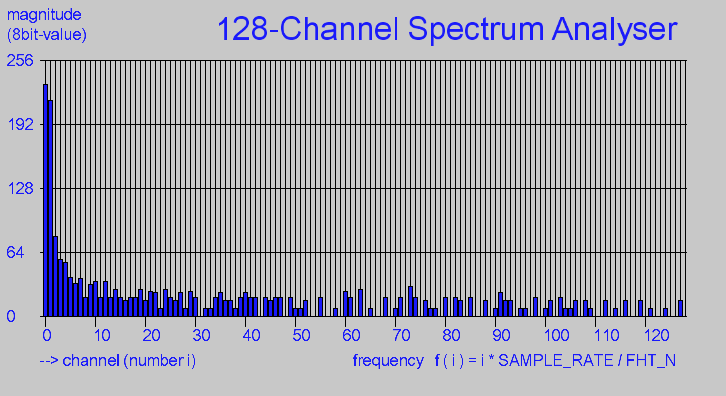 magnitude
(8bit-value)
128-Channel Spectrum Analyser
256
192
128
64
0
0 10 20 30 40 50 60 70 80 90 100 110 120
--> channel (number i)
frequency f ( i ) = i * SAMPLE_RATE / FHT_N